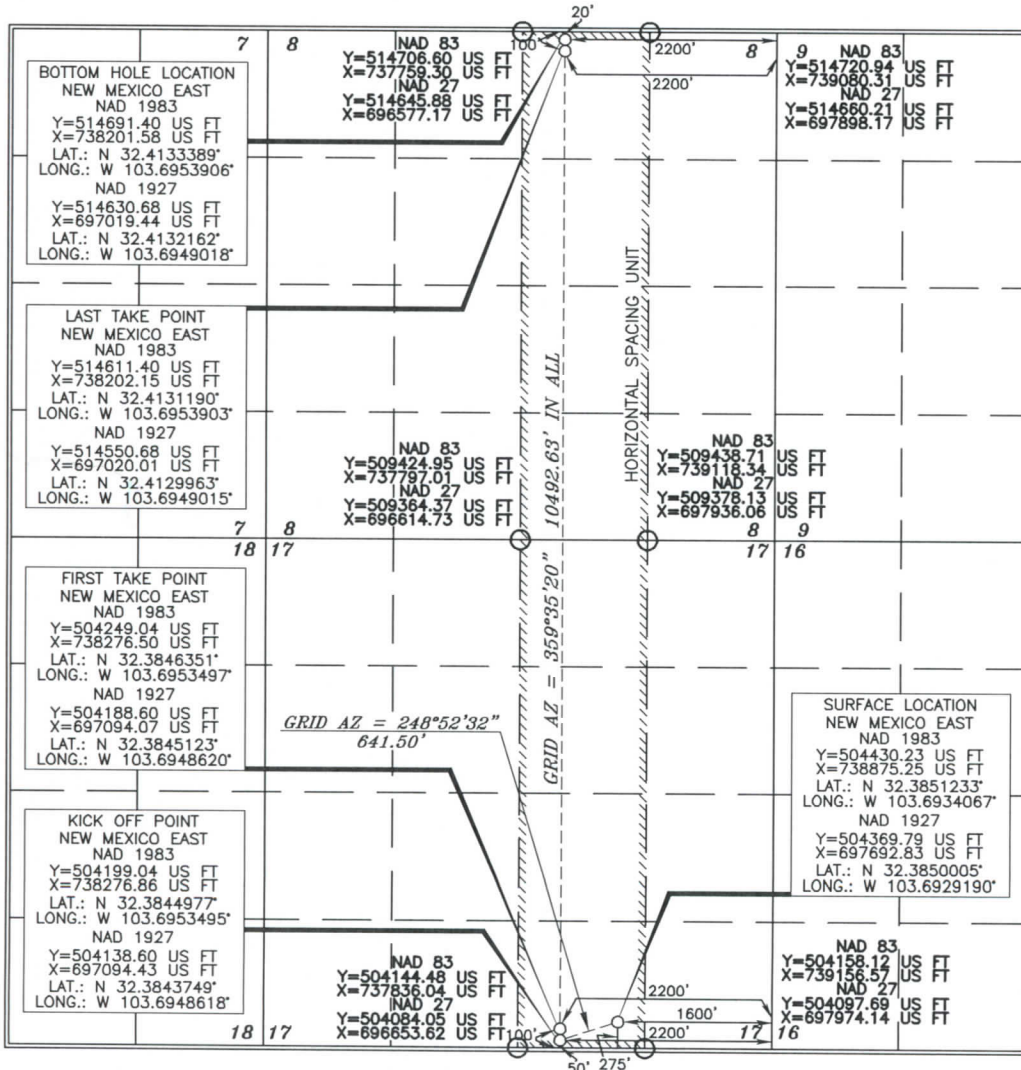 20'
7 8
NAD 83
Y=514706.60 US FT
X=737759.30 US FT
NAD 27
Y=514645.88 US FT
X=696577.17 US FT
100'
2200'
8 9
2200'
NAD 83
Y=514720.94 US FT
X=739080.31 US FT
NAD 27
Y=514660.21 US FT
X=697898.17 US FT
BOTTOM HOLE LOCATION
NEW MEXICO EAST
NAD 1983
Y=514691.40 US FT
X=738201.58 US FT
LAT.: N 32.4133389°
LONG.: W 103.6953906°
NAD 1927
Y=514630.68 US FT
X=697019.44 US FT
LAT.: N 32.4132162°
LONG.: W 103.6949018°
LAST TAKE POINT
NEW MEXICO EAST
NAD 1983
Y=514611.40 US FT
X=738202.15 US FT
LAT.: N 32.4131190°
LONG.: W 103.6953903°
NAD 1927
Y=514550.68 US FT
X=697020.01 US FT
LAT.: N 32.4129963°
LONG.: W 103.6949015°
HORIZONTAL SPACING UNIT
GRID AZ = 359°35'20" 10492.63' IN ALL
NAD 83
Y=509424.95 US FT
X=737797.01 US FT
NAD 27
Y=509364.37 US FT
X=696614.73 US FT
NAD 83
Y=509438.71 US FT
X=739118.34 US FT
NAD 27
Y=509378.13 US FT
X=697936.06 US FT
7 8
18 17
8 9
17 16
FIRST TAKE POINT
NEW MEXICO EAST
NAD 1983
Y=504249.04 US FT
X=738276.50 US FT
LAT.: N 32.3846351°
LONG.: W 103.6953497°
NAD 1927
Y=504188.60 US FT
X=697094.07 US FT
LAT.: N 32.3845123°
LONG.: W 103.6948620°
GRID AZ = 248°52'32"
641.50'
SURFACE LOCATION
NEW MEXICO EAST
NAD 1983
Y=504430.23 US FT
X=738875.25 US FT
LAT.: N 32.3851233°
LONG.: W 103.6934067°
NAD 1927
Y=504369.79 US FT
X=697692.83 US FT
LAT.: N 32.3850005°
LONG.: W 103.6929190°
KICK OFF POINT
NEW MEXICO EAST
NAD 1983
Y=504199.04 US FT
X=738276.86 US FT
LAT.: N 32.3844977°
LONG.: W 103.6953495°
NAD 1927
Y=504138.60 US FT
X=697094.43 US FT
LAT.: N 32.3843749°
LONG.: W 103.6948618°
NAD 83
Y=504144.48 US FT
X=737836.04 US FT
NAD 27
Y=504084.05 US FT
X=696653.62 US FT
NAD 83
Y=504158.12 US FT
X=739156.57 US FT
NAD 27
Y=504097.69 US FT
X=697974.14 US FT
2200'
1600'
18 17
100'
2200'
17 16
50'
275'